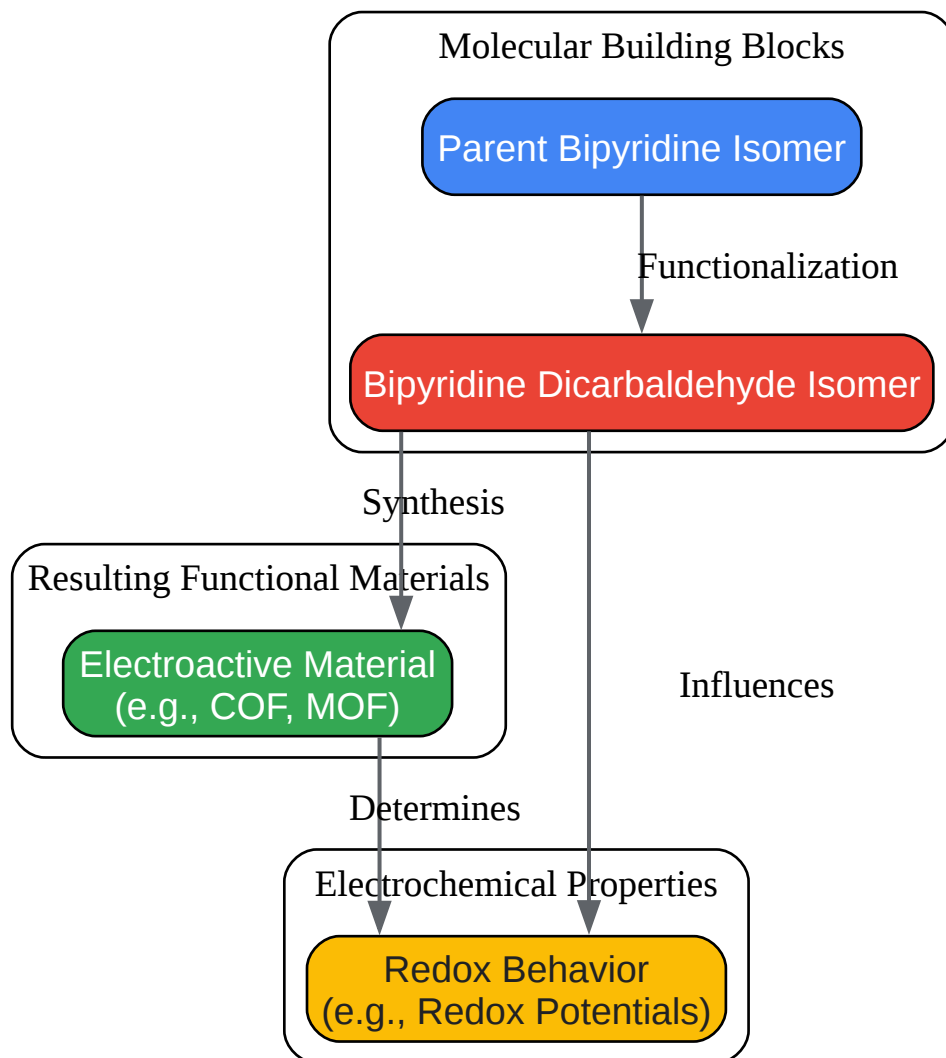 Molecular Building Blocks
Parent Bipyridine Isomer
Functionalization
Bipyridine Dicarbaldehyde Isomer
Synthesis
Resulting Functional Materials
Electroactive Material
(e.g., COF, MOF)
Influences
Determines
Electrochemical Properties
Redox Behavior
(e.g., Redox Potentials)